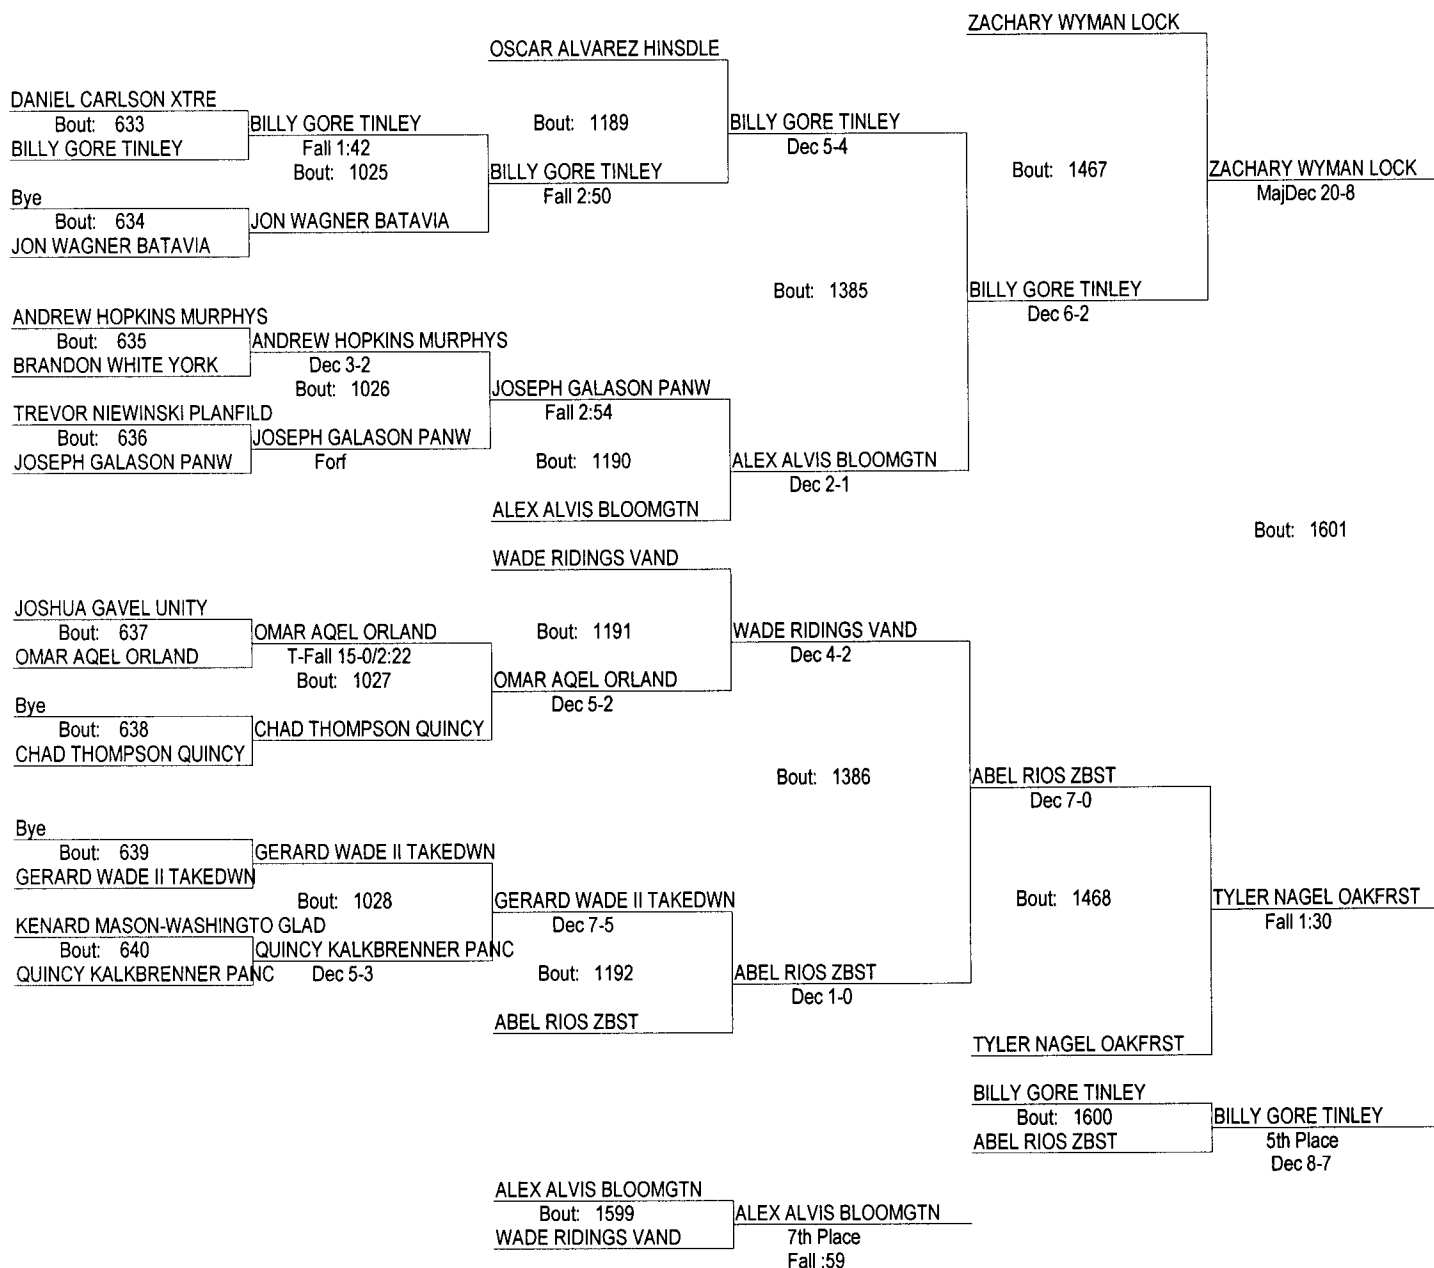 ZACHARY WYMAN LOCK
OSCAR ALVAREZ HINSDLE
DANIEL CARLSON XTRE
Bout: 633
BILLY GORE TINLEY
BILLY GORE TINLEY
Fall 1:42
Bout: 1025
Bye
Bout: 634
JON WAGNER BATAVIA
JON WAGNER BATAVIA
Bout: 1189
BILLY GORE TINLEY
Fall 2:50
BILLY GORE TINLEY
Dec 5-4
Bout: 1467
ZACHARY WYMAN LOCK
MajDec 20-8
Bout: 1385
BILLY GORE TINLEY
Dec 6-2
ANDREW HOPKINS MURPHYS
Bout: 635
BRANDON WHITE YORK
ANDREW HOPKINS MURPHYS
Dec 3-2
Bout: 1026
TREVOR NIEWINSKI PLANFILD
Bout: 636
JOSEPH GALASON PANW
JOSEPH GALASON PANW
Forf
JOSEPH GALASON PANW
Fall 2:54
Bout: 1190
ALEX ALVIS BLOOMGTN
ALEX ALVIS BLOOMGTN
Dec 2-1
Bout: 1601
WADE RIDINGS VAND
JOSHUA GAVEL UNITY
Bout: 637
OMAR AQEL ORLAND
OMAR AQEL ORLAND
T-Fall 15-0/2:22
Bout: 1027
Bye
Bout: 638
CHAD THOMPSON QUINCY
CHAD THOMPSON QUINCY
Bout: 1191
OMAR AQEL ORLAND
Dec 5-2
WADE RIDINGS VAND
Dec 4-2
Bout: 1386
ABEL RIOS ZBST
Dec 7-0
Bye
Bout: 639
GERARD WADE II TAKEDWN
GERARD WADE II TAKEDWN
Bout: 1028
KENARD MASON-WASHINGTO GLAD
Bout: 640
QUINCY KALKBRENNER PANC
QUINCY KALKBRENNER PANC
Dec 5-3
GERARD WADE II TAKEDWN
Dec 7-5
Bout: 1192
ABEL RIOS ZBST
ABEL RIOS ZBST
Dec 1-0
Bout: 1468
TYLER NAGEL OAKFRST
Fall 1:30
TYLER NAGEL OAKFRST
BILLY GORE TINLEY
Bout: 1600
ABEL RIOS ZBST
BILLY GORE TINLEY
5th Place
Dec 8-7
ALEX ALVIS BLOOMGTN
Bout: 1599
WADE RIDINGS VAND
ALEX ALVIS BLOOMGTN
7th Place
Fall :59